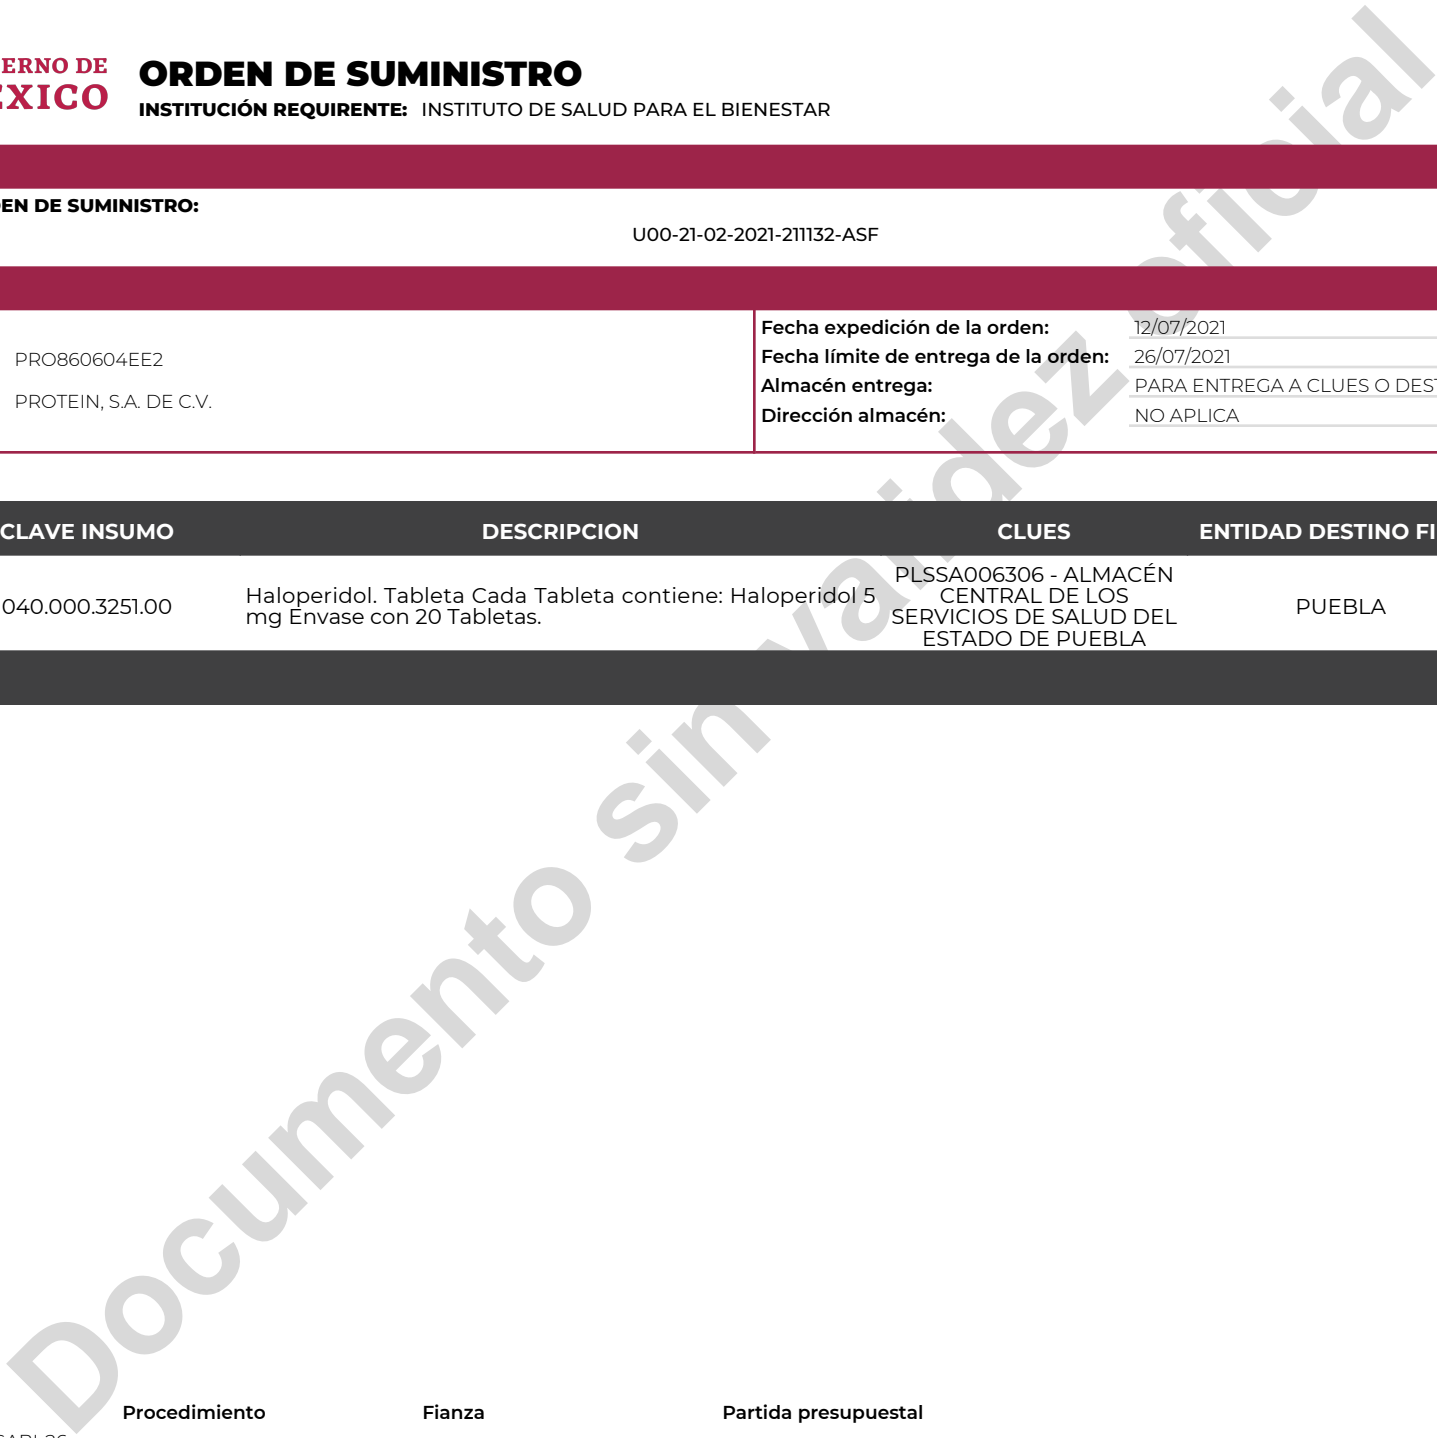 ERNO DE
ÉXICO
ORDEN DE SUMINISTRO
INSTITUCIÓN REQUIRENTE: INSTITUTO DE SALUD PARA EL BIENESTAR
EN DE SUMINISTRO:
U00-21-02-2021-211132-ASF
PRO860604EE2
PROTEIN, S.A. DE C.V.
Fecha expedición de la orden: 12/07/2021
Fecha límite de entrega de la orden: 26/07/2021
Almacén entrega: PARA ENTREGA A CLUES O DEST
Dirección almacén: NO APLICA
CLAVE INSUMO DESCRIPCION CLUES ENTIDAD DESTINO FI
040.000.3251.00
Haloperidol. Tableta Cada Tableta contiene: Haloperidol 5
mg Envase con 20 Tabletas.
PLSSA006306 - ALMACÉN
CENTRAL DE LOS
SERVICIOS DE SALUD DEL
ESTADO DE PUEBLA
PUEBLA
Documento sin validez oficial
Procedimiento Fianza Partida presupuestal